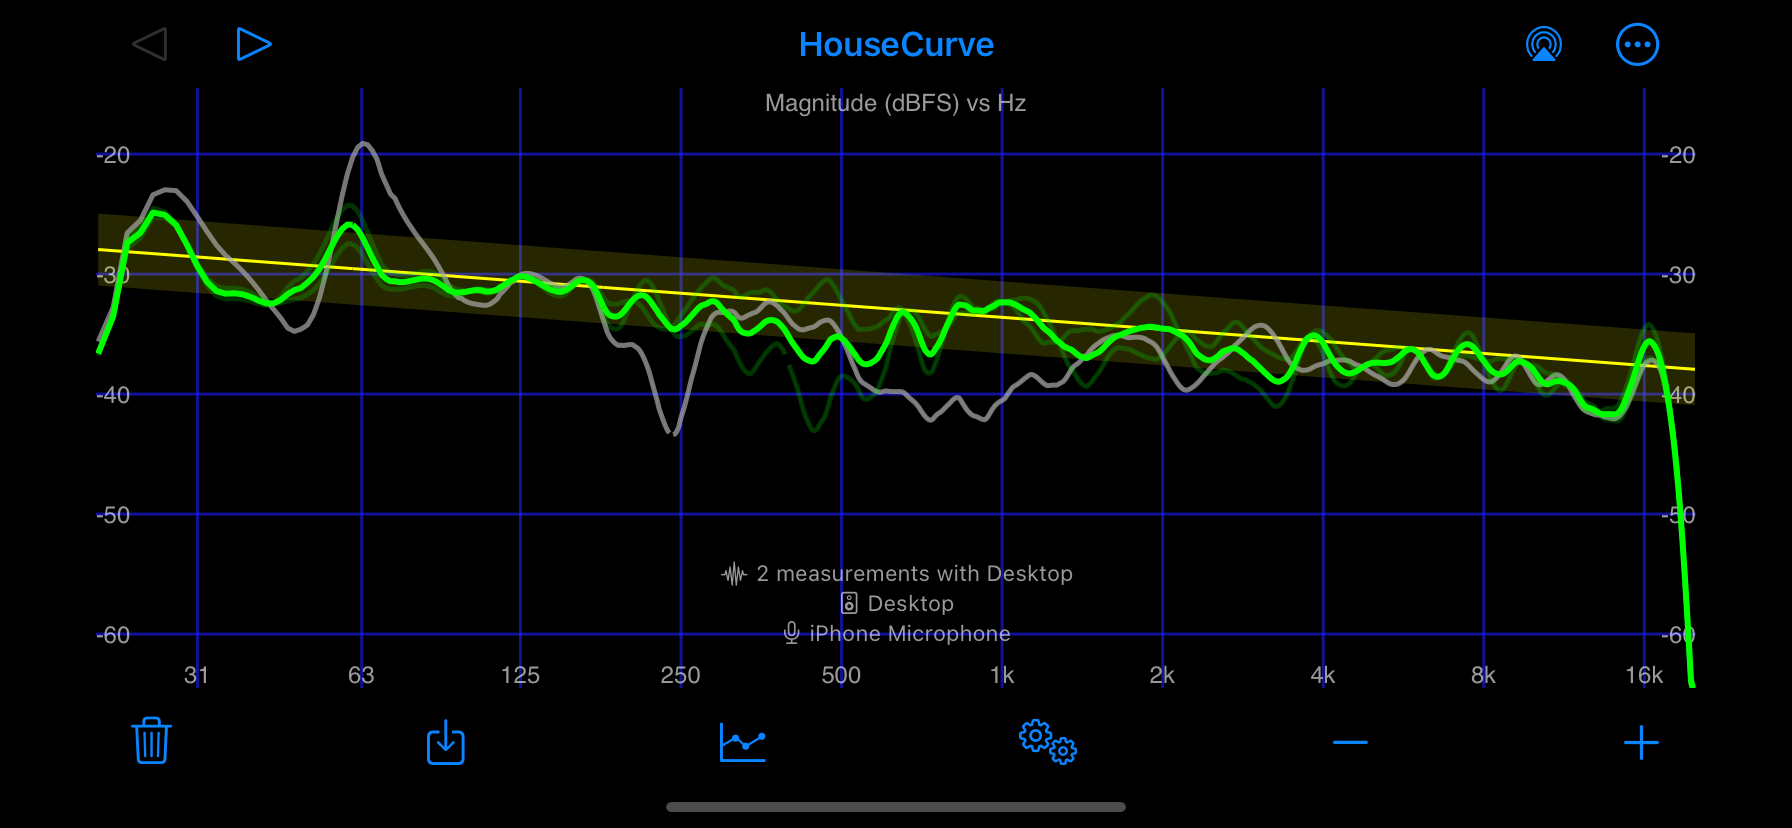 HouseCurve
Magnitude (dBFS) vs Hz
-20 -20
-30 -30
-40 -40
-50 -50
2 measurements with Desktop
Desktop
iPhone Microphone
-60 -60
31 63 125 250 500 1k 2k 4k 8k 16k